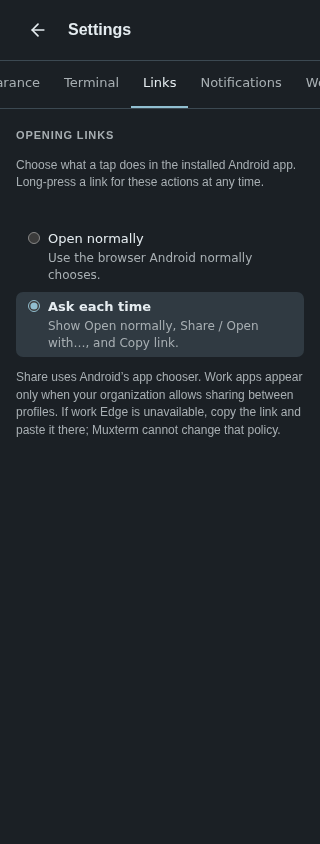 Settings
arance Terminal Links Notifications Wo
OPENING LINKS
Choose what a tap does in the installed Android app.
Long-press a link for these actions at any time.
Open normally
Use the browser Android normally
chooses.
Ask each time
Show Open normally, Share / Open
with…, and Copy link.
Share uses Android’s app chooser. Work apps appear
only when your organization allows sharing between
profiles. If work Edge is unavailable, copy the link and
paste it there; Muxterm cannot change that policy.